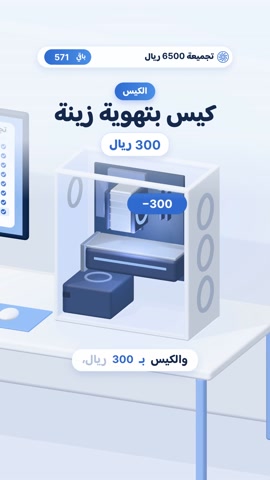 تجميعة 6500 ريال
باقي 571
الكيس
كيس بتهوية زينة
300 ريال
−300
والكيس بـ 300 ريال،